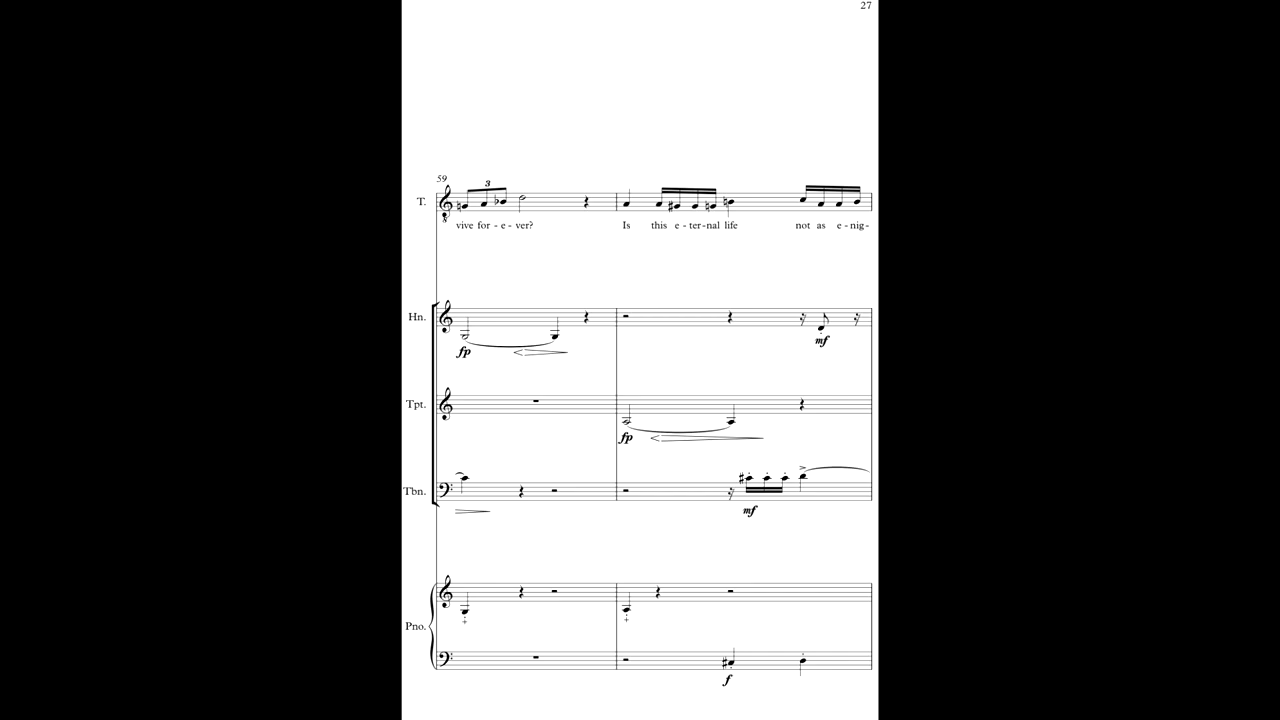 27
59
3
T.
vive for - e - ver? Is this e - ter-nal life not as e - nig-
Hn.
fp
mf
Tpt.
fp
Tbn.
mf
Pno.
f